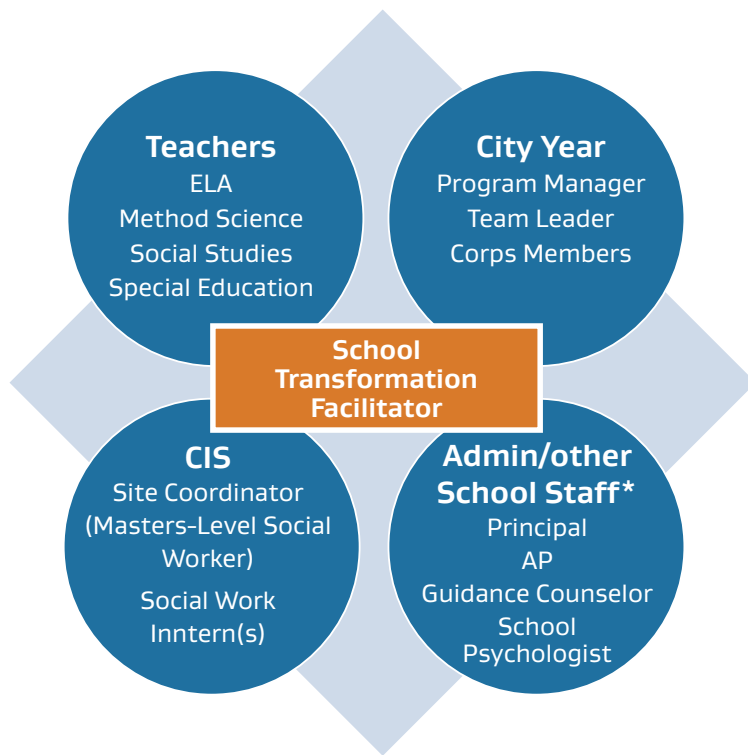 Teachers
ELA
Method Science
Social Studies
Special Education
City Year
Program Manager
Team Leader
Corps Members
School
Transformation
Facilitator
CIS
Site Coordinator
(Masters-Level Social
Worker)
Social Work
Inntern(s)
Admin/other
School Staff*
Principal
AP
Guidance Counselor
School
Psychologist